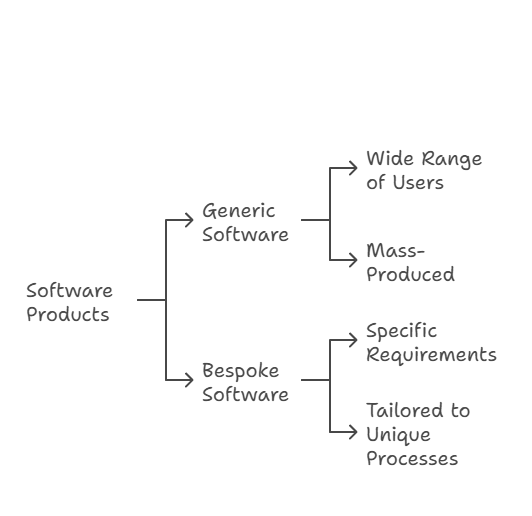 Software
Products
Generic
Software
Wide Range
of Users
Mass-
Produced
Bespoke
Software
Specific
Requirements
Tailored to
Unique
Processes